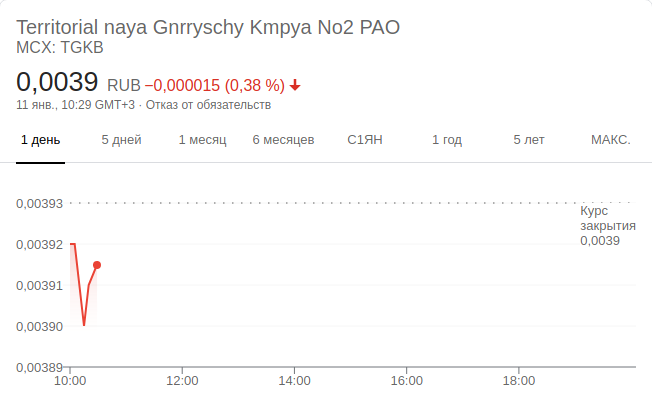 Territorial naya Gnrryschy Kmpya No2 PAO
MCX: TGKB
0,0039 RUB −0,000015 (0,38 %)
11 янв., 10:29 GMT+3 · Отказ от обязательств
1 день 5 дней 1 месяц 6 месяцев С1ЯН 1 год 5 лет МАКС.
0,00393
Курс
закрытия
0,0039
0,00392
0,00391
0,00390
0,00389
10:00 12:00 14:00 16:00 18:00